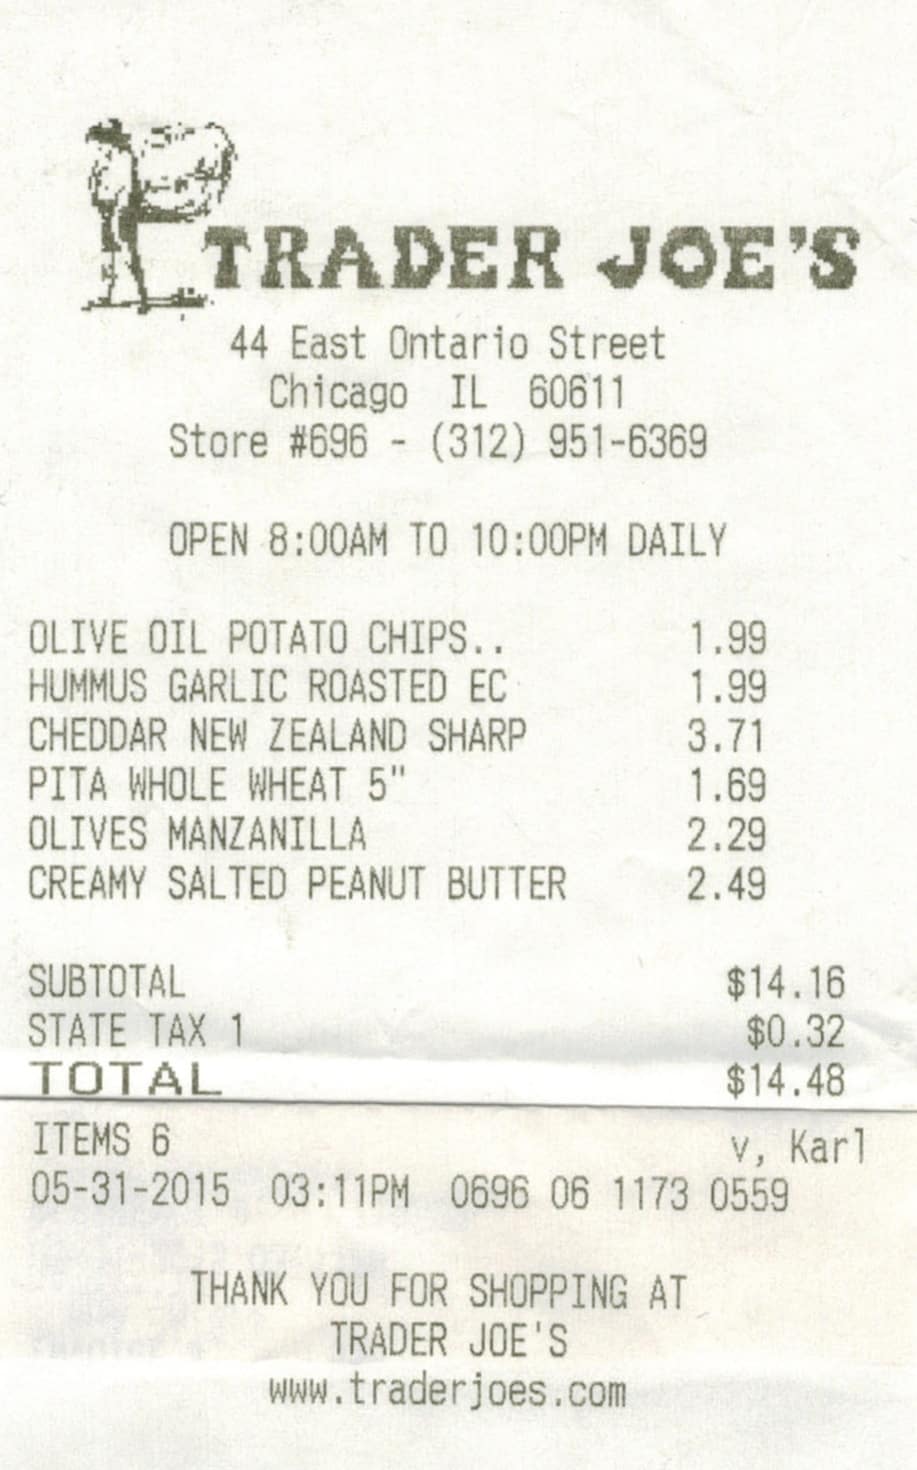 TRADER JOE'S
44 East Ontario Street
Chicago IL 60611
Store #696 - (312) 951-6369
OPEN 8:00AM TO 10:00PM DAILY
OLIVE OIL POTATO CHIPS.. 1.99
HUMMUS GARLIC ROASTED EC 1.99
CHEDDAR NEW ZEALAND SHARP 3.71
PITA WHOLE WHEAT 5" 1.69
OLIVES MANZANILLA 2.29
CREAMY SALTED PEANUT BUTTER 2.49
SUBTOTAL $14.16
STATE TAX 1 $0.32
TOTAL $14.48
ITEMS 6 v, Karl
05-31-2015 03:11PM 0696 06 1173 0559
THANK YOU FOR SHOPPING AT
TRADER JOE'S
www.traderjoes.com